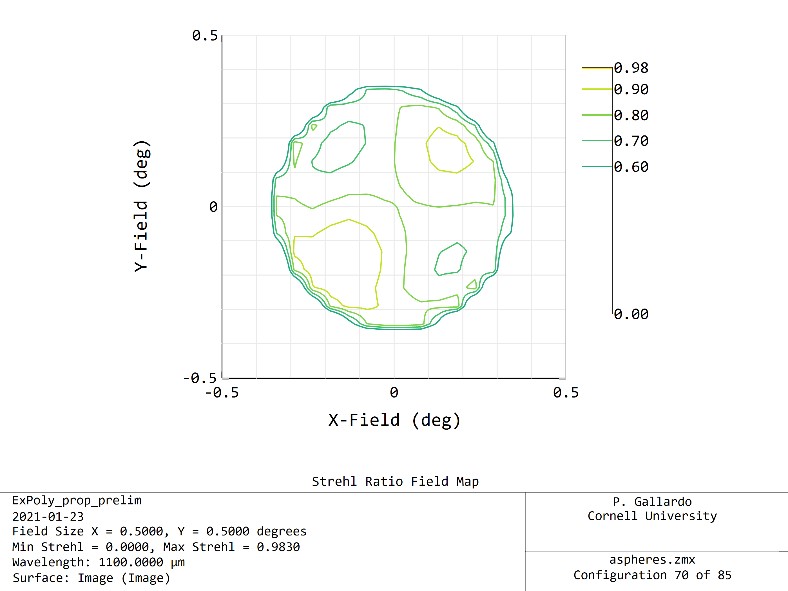 0.5
0
-0.5
-0.5
0
0.5
Y-Field (deg)
X-Field (deg)
0.98
0.90
0.80
0.70
0.60
0.00
Strehl Ratio Field Map
ExPoly_prop_prelim
2021-01-23
Field Size X = 0.5000, Y = 0.5000 degrees
Min Strehl = 0.0000, Max Strehl = 0.9830
Wavelength: 1100.0000 µm
Surface: Image (Image)
P. Gallardo
Cornell University
aspheres.zmx
Configuration 70 of 85